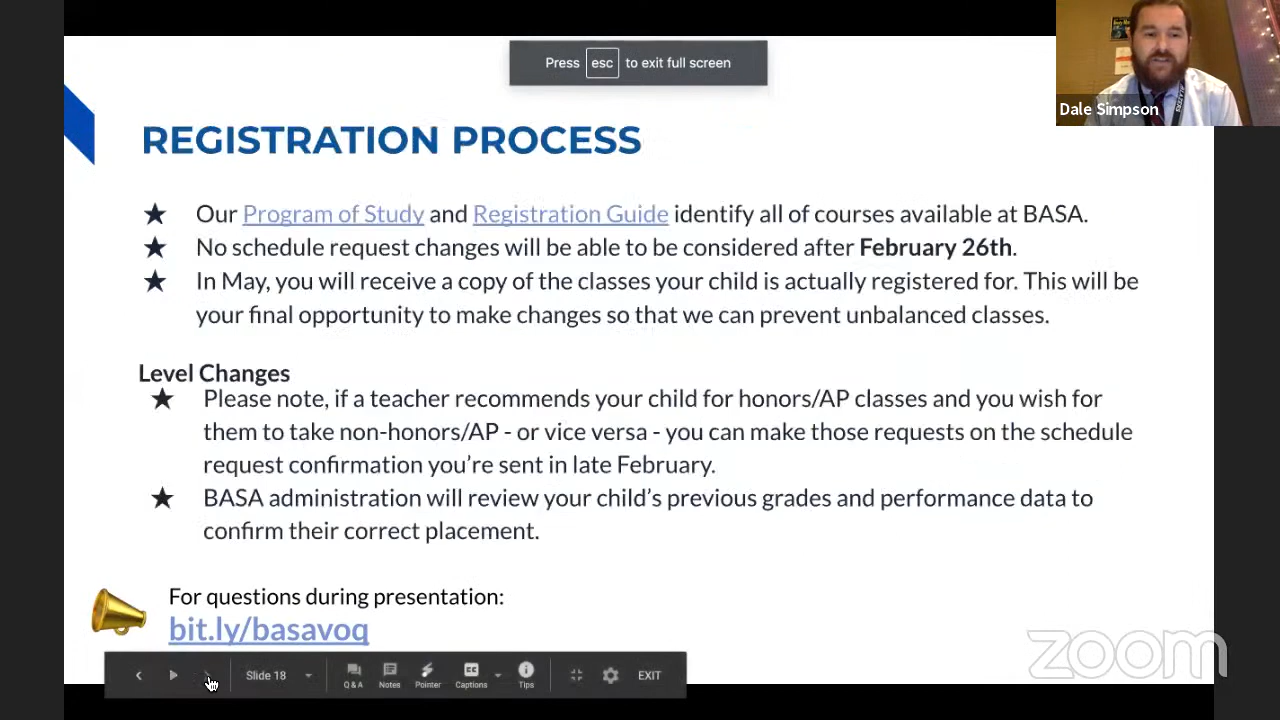 Press esc to exit full screen
Dale Simpson
REGISTRATION PROCESS
★ Our Program of Study and Registration Guide identify all of courses available at BASA.
★ No schedule request changes will be able to be considered after February 26th.
★ In May, you will receive a copy of the classes your child is actually registered for. This will be
your final opportunity to make changes so that we can prevent unbalanced classes.
Level Changes
★ Please note, if a teacher recommends your child for honors/AP classes and you wish for
them to take non-honors/AP - or vice versa - you can make those requests on the schedule
request confirmation you're sent in late February.
★ BASA administration will review your child's previous grades and performance data to
confirm their correct placement.
For questions during presentation:
bit.ly/basavoq
zoom
Slide 18
Q & A Notes Pointer CC Captions Tips EXIT